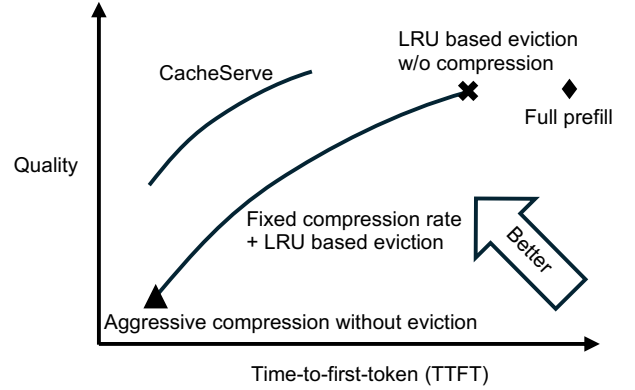 LRU based eviction
w/o compression
CacheServe
Full prefill
Quality
Fixed compression rate
+ LRU based eviction
Better
Aggressive compression without eviction
Time-to-first-token (TTFT)